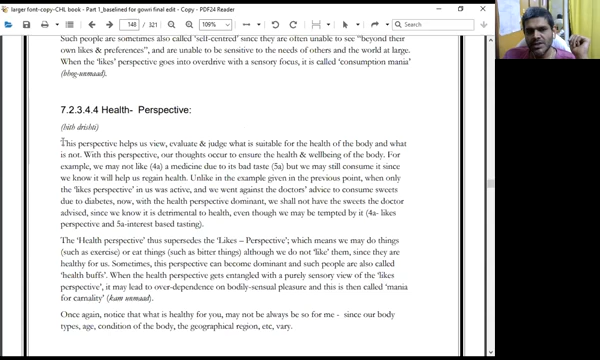 larger font-copy-CHL book - Part 1_baselined for gowri final edit - Copy - PDF24 Reader
148 / 321
109%
Search
such people are sometimes also called 'self-centred' since they are often unable to see "beyond their
own likes & preferences", and are unable to be sensitive to the needs of others and the world at large.
When the 'likes' perspective goes into overdrive with a sensory focus, it is called 'consumption mania'
(bhog-unmaad).
7.2.3.4.4 Health- Perspective:
(hith drishti)
This perspective helps us view, evaluate & judge what is suitable for the health of the body and what
is not. With this perspective, our thoughts occur to ensure the health & wellbeing of the body. For
example, we may not like (4a) a medicine due to its bad taste (5a) but we may still consume it since
we know it will help us regain health. Unlike in the example given in the previous point, when only
the 'likes perspective' in us was active, and we went against the doctors' advice to consume sweets
due to diabetes, now, with the health perspective dominant, we shall not have the sweets the doctor
advised, since we know it is detrimental to health, even though we may be tempted by it (4a- likes
perspective and 5a-interest based tasting).
The 'Health perspective' thus supersedes the 'Likes – Perspective'; which means we may do things
(such as exercise) or eat things (such as bitter things) although we do not 'like' them, since they are
healthy for us. Sometimes, this perspective can become dominant and such people are also called
'health buffs'. When the health perspective gets entangled with a purely sensory view of the 'likes
perspective', it may lead to over-dependence on bodily-sensual pleasure and this is then called 'mania
for carnality' (kam unmaad).
Once again, notice that what is healthy for you, may not be always be so for me - since our body
types, age, condition of the body, the geographical region, etc, vary.